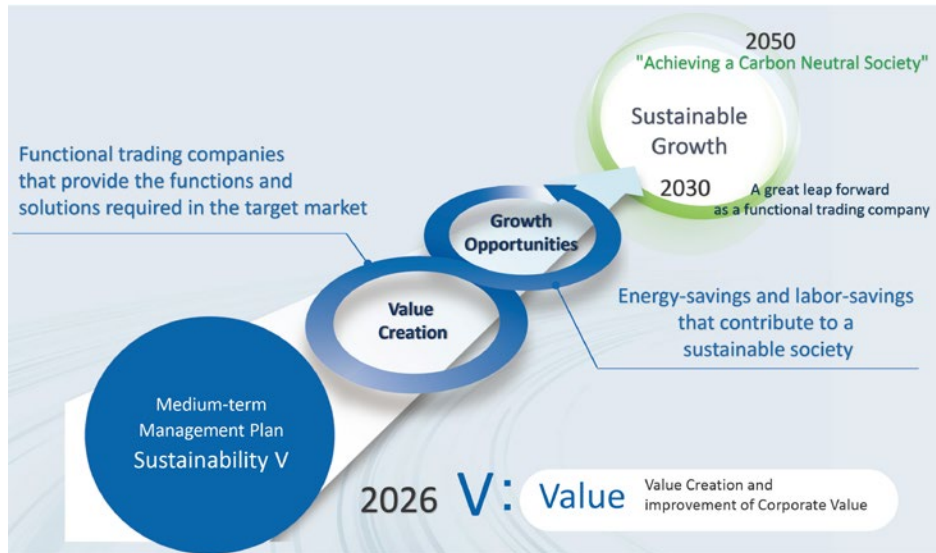 2050
"Achieving a Carbon Neutral Society"
Sustainable
Growth
2030
A great leap forward
as a functional trading company
Functional trading companies
that provide the functions and
solutions required in the target market
Growth
Opportunities
Value
Creation
Energy-savings and labor-savings
that contribute to a
sustainable society
Medium-term
Management Plan
Sustainability V
2026 V: Value
Value Creation and
improvement of Corporate Value